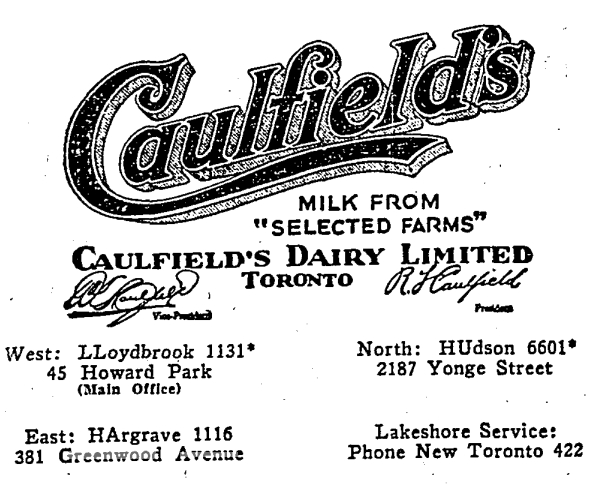 Caulfield's
MILK FROM
"SELECTED FARMS"
CAULFIELD'S DAIRY LIMITED
TORONTO
R J Caulfield
Vice-President
President
West: LLoydbrook 1131*
45 Howard Park
(Main Office)
North: HUdson 6601*
2187 Yonge Street
East: HArgrave 1116
381 Greenwood Avenue
Lakeshore Service:
Phone New Toronto 422